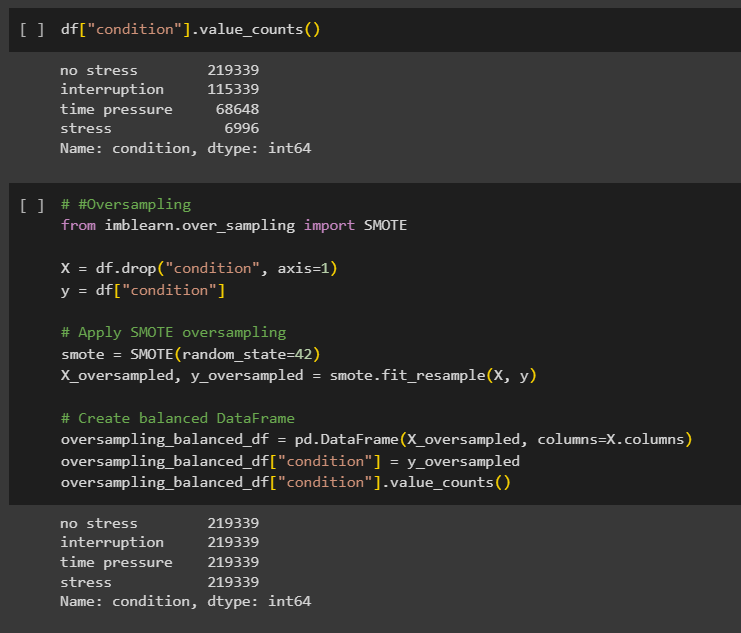 [ ] df["condition"].value_counts()
no stress 219339
interruption 115339
time pressure 68648
stress 6996
Name: condition, dtype: int64
[ ] # #Oversampling
from imblearn.over_sampling import SMOTE
X = df.drop("condition", axis=1)
y = df["condition"]
# Apply SMOTE oversampling
smote = SMOTE(random_state=42)
X_oversampled, y_oversampled = smote.fit_resample(X, y)
# Create balanced DataFrame
oversampling_balanced_df = pd.DataFrame(X_oversampled, columns=X.columns)
oversampling_balanced_df["condition"] = y_oversampled
oversampling_balanced_df["condition"].value_counts()
no stress 219339
interruption 219339
time pressure 219339
stress 219339
Name: condition, dtype: int64